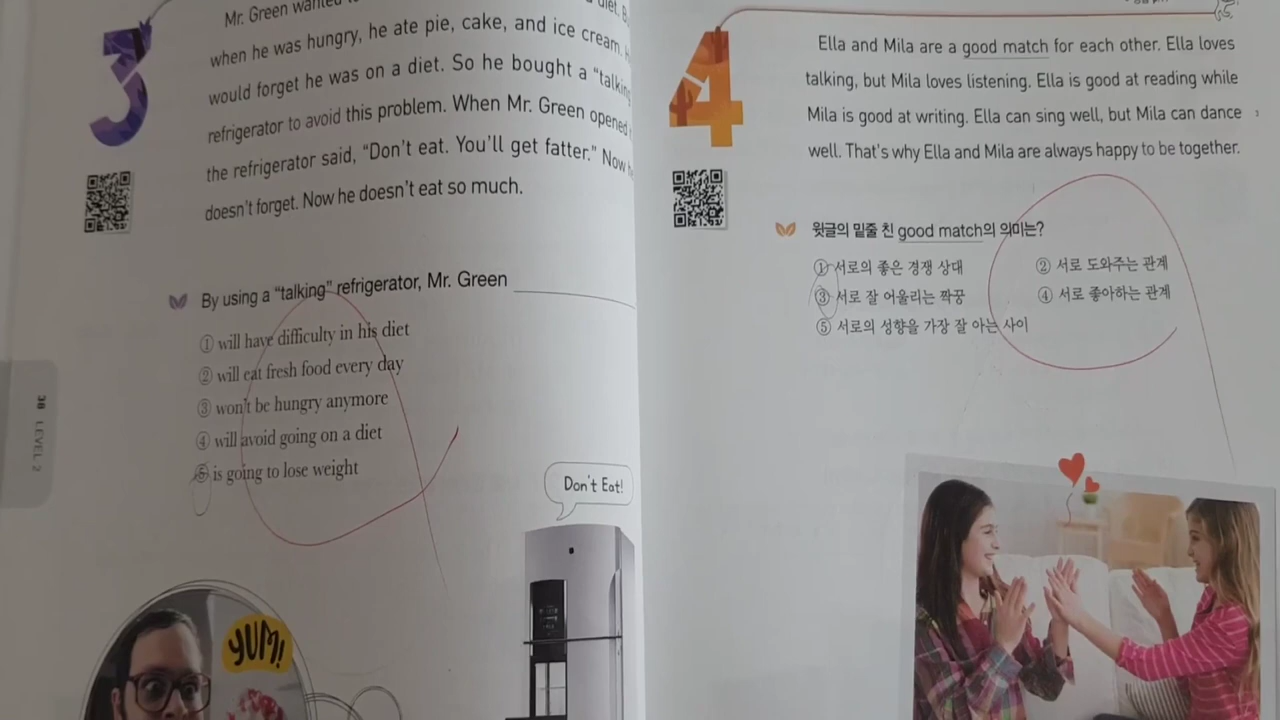 3
Mr. Green wanted diet.
when he was hungry, he ate pie, cake, and ice cream.
would forget he was on a diet. So he bought a “talking
refrigerator to avoid this problem. When Mr. Green opened
the refrigerator said, “Don’t eat. You’ll get fatter.” Now
doesn’t forget. Now he doesn’t eat so much.
By using a “talking” refrigerator, Mr. Green
① will have difficulty in his diet
② will eat fresh food every day
③ won’t be hungry anymore
④ will avoid going on a diet
⑤ is going to lose weight
Don't Eat!
YUM!
38 LEVEL 2
4
Ella and Mila are a good match for each other. Ella loves
talking, but Mila loves listening. Ella is good at reading while
Mila is good at writing. Ella can sing well, but Mila can dance
well. That’s why Ella and Mila are always happy to be together.
윗글의 밑줄 친 good match의 의미는?
① 서로의 좋은 경쟁 상대
② 서로 도와주는 관계
③ 서로 잘 어울리는 짝꿍
④ 서로 좋아하는 관계
⑤ 서로의 성향을 가장 잘 아는 사이